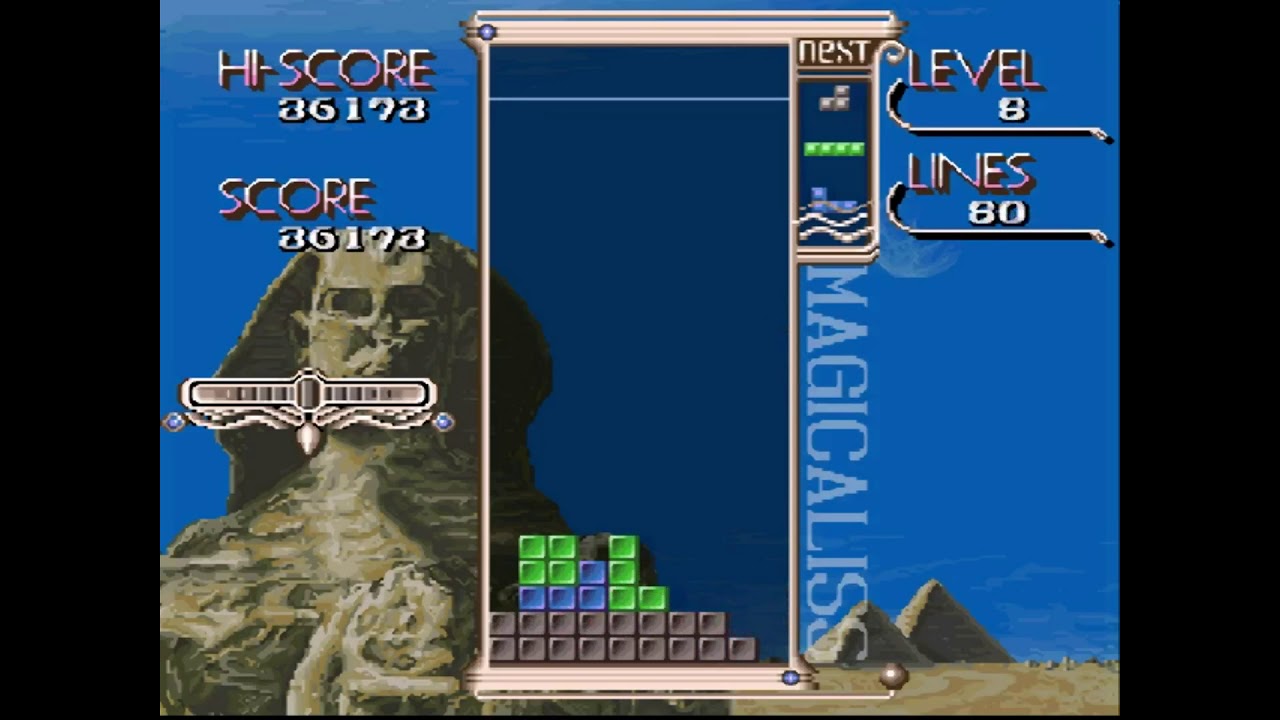 HI-SCORE
36173
SCORE
36173
next
LEVEL
8
LINES
80
MAGICALISS